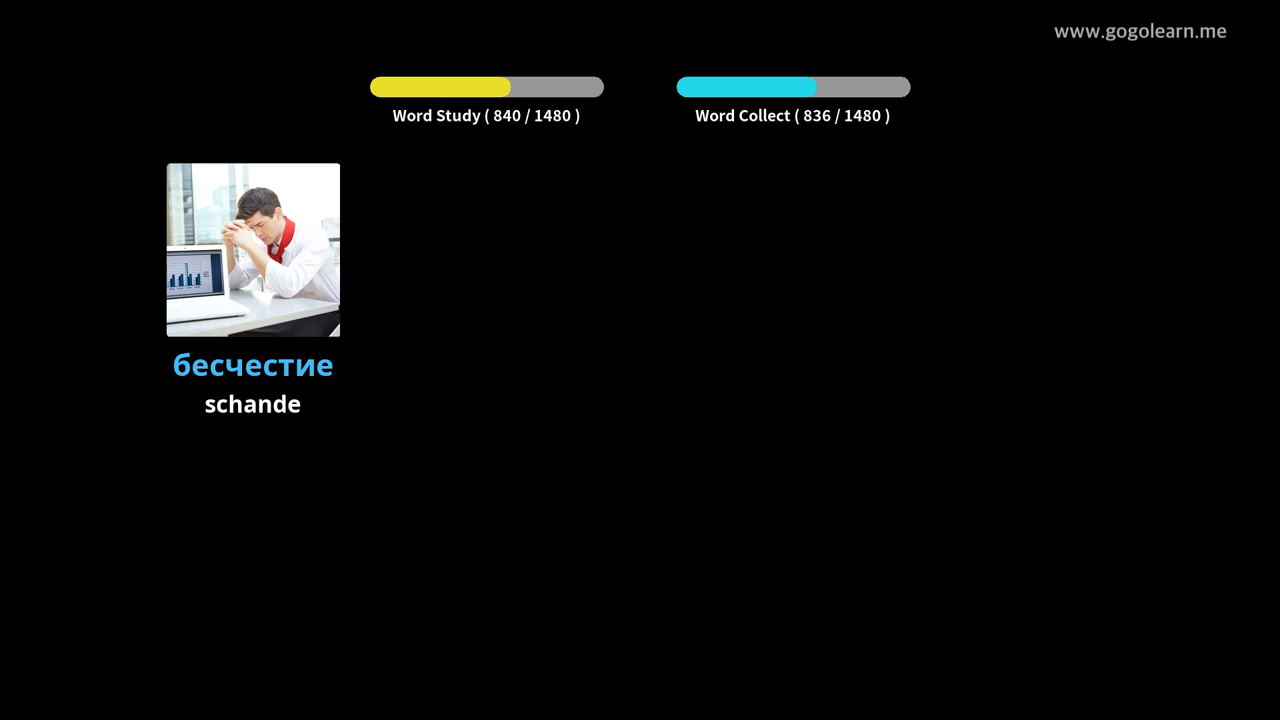 www.gogolearn.me
Word Study ( 840 / 1480 )
Word Collect ( 836 / 1480 )
бесчестие
schande